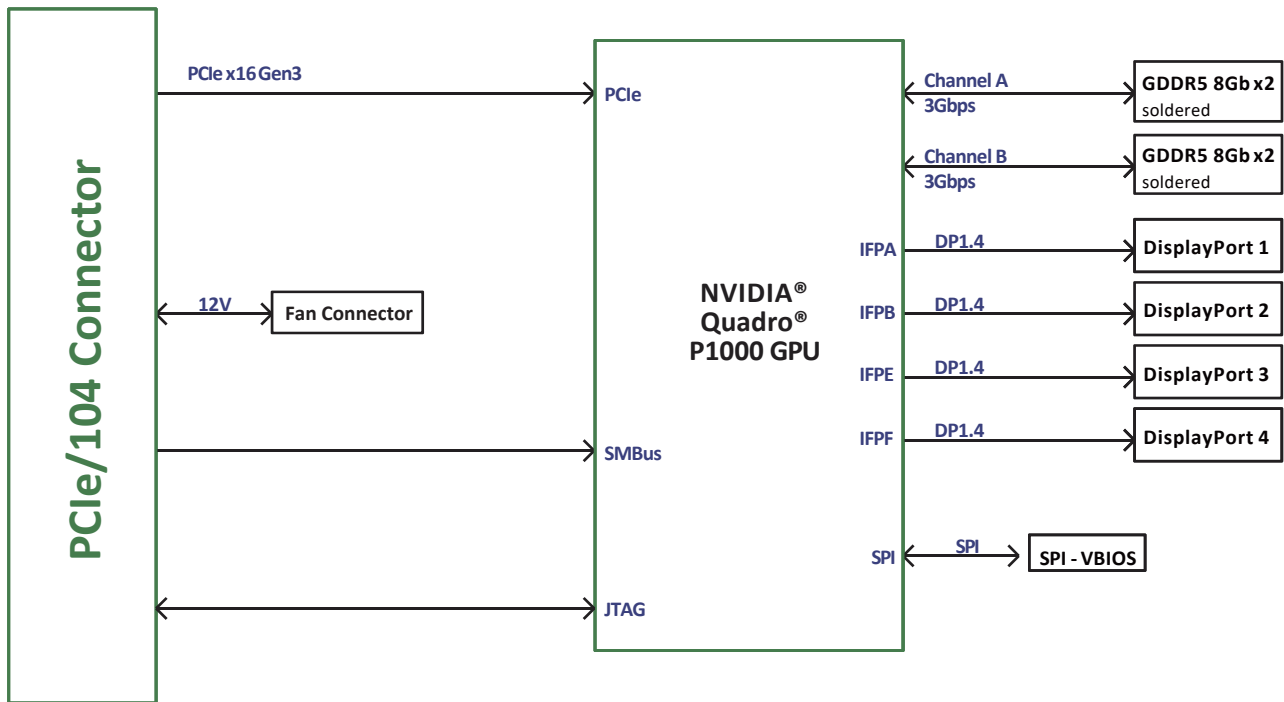 PCIe/104 Connector
PCIe x16 Gen3
PCIe
12V
Fan Connector
SMBus
JTAG
NVIDIA®
Quadro®
P1000 GPU
Channel A
3Gbps
GDDR5 8Gb x2
soldered
Channel B
3Gbps
GDDR5 8Gb x2
soldered
IFPA
DP1.4
DisplayPort 1
IFPB
DP1.4
DisplayPort 2
IFPE
DP1.4
DisplayPort 3
IFPF
DP1.4
DisplayPort 4
SPI
SPI
SPI - VBIOS